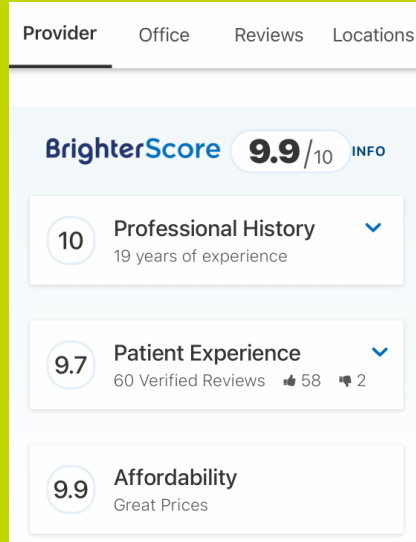 Provider Office Reviews Locations
BrighterScore 9.9/10 INFO
10 Professional History
19 years of experience
9.7 Patient Experience
60 Verified Reviews 58 2
9.9 Affordability
Great Prices